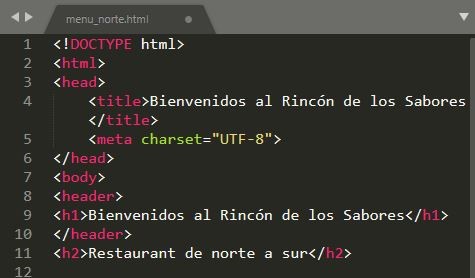 menu_norte.html
1 <!DOCTYPE html>
2 <html>
3 <head>
4 <title>Bienvenidos al Rincón de los Sabores
</title>
5 <meta charset="UTF-8">
6 </head>
7 <body>
8 <header>
9 <h1>Bienvenidos al Rincón de los Sabores</h1>
10 </header>
11 <h2>Restaurant de norte a sur</h2>